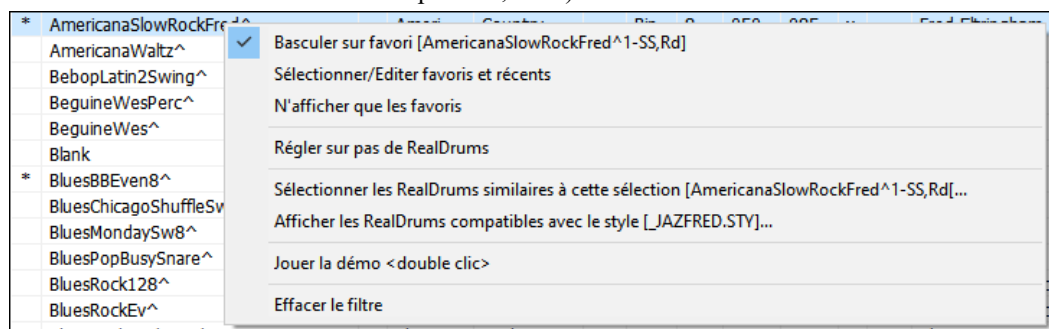 * AmericanaSlowRockFred^
AmericanaWaltz^
BebopLatin2Swing^
BeguineWesPerc^
BeguineWes^
Blank
* BluesBBEven8^
BluesChicagoShuffleSw
BluesMondaySw8^
BluesPopBusySnare^
BluesRock128^
BluesRockEv^
Basculer sur favori [AmericanaSlowRockFred^1-SS,Rd]
Sélectionner/Editer favoris et récents
N'afficher que les favoris
Régler sur pas de RealDrums
Sélectionner les RealDrums similaires à cette sélection [AmericanaSlowRockFred^1-SS,Rd[...
Afficher les RealDrums compatibles avec le style [_JAZFRED.STY]...
Jouer la démo <double clic>
Effacer le filtre